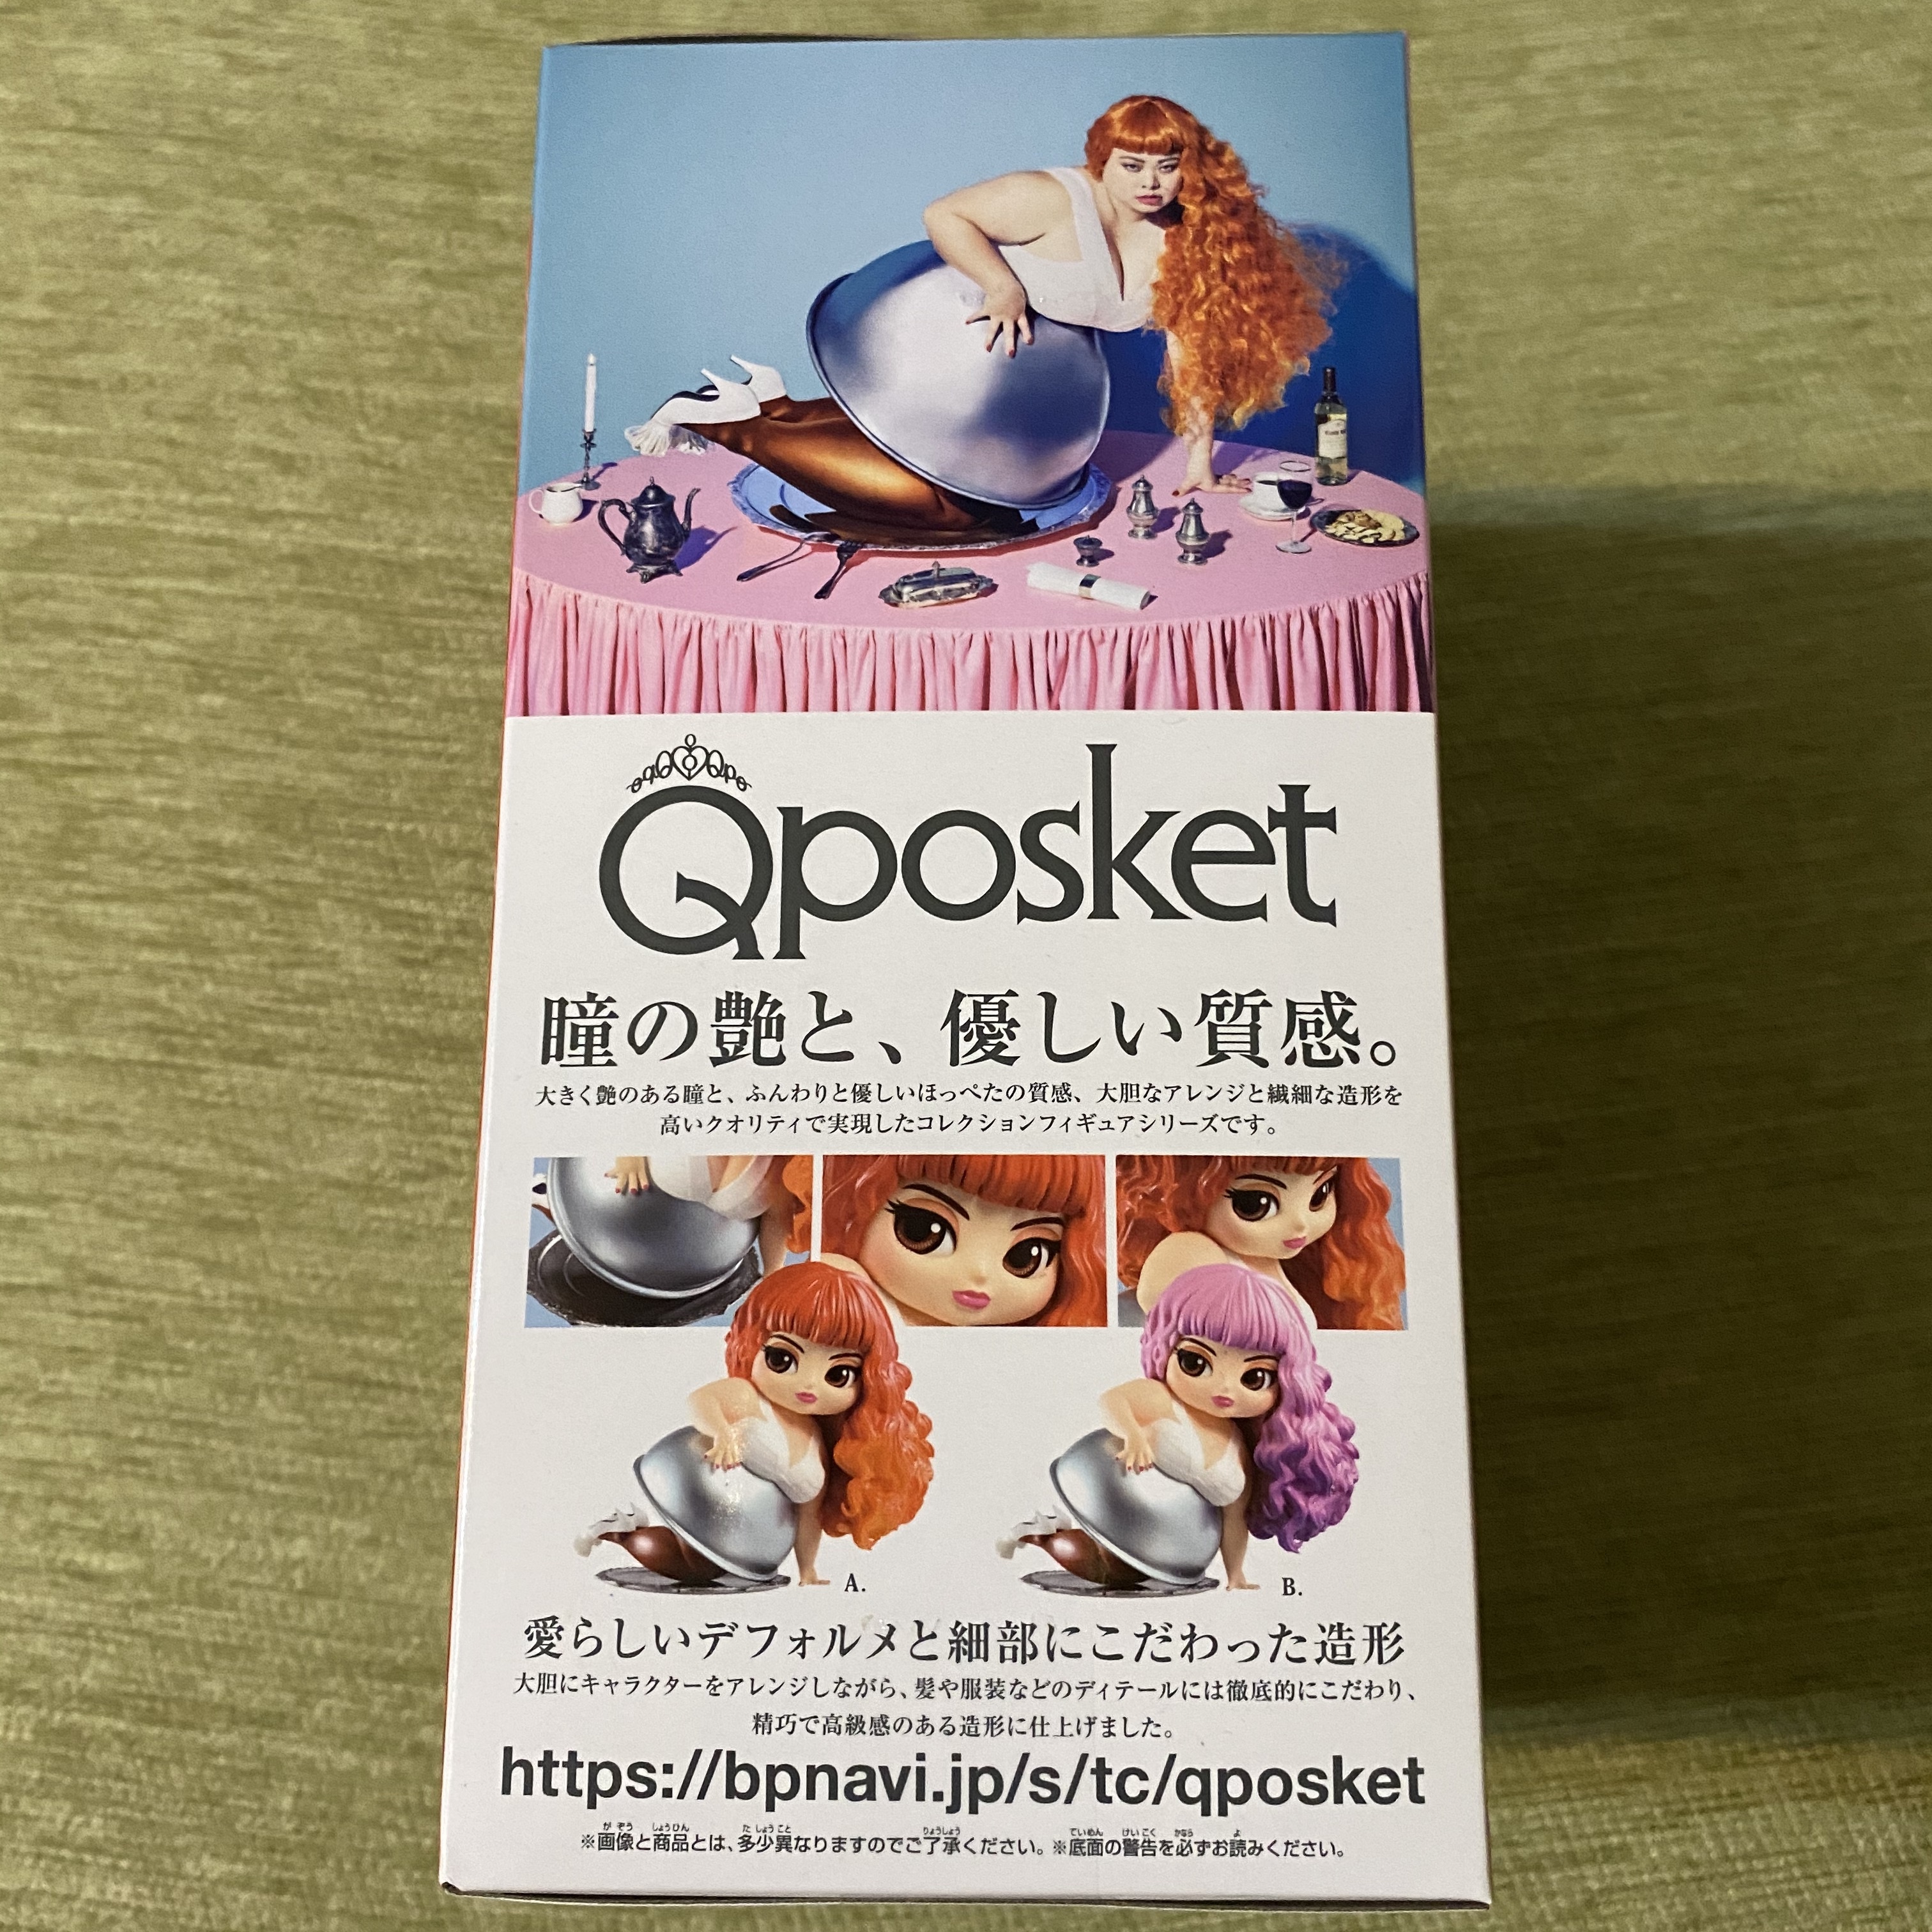 Qposket
瞳の艶と、優しい質感。
大きく艶のある瞳と、ふんわりと優しいほっぺたの質感、大胆なアレンジと繊細な造形を
高いクオリティで実現したコレクションフィギュアシリーズです。
A.
B.
愛らしいデフォルメと細部にこだわった造形
大胆にキャラクターをアレンジしながら、髪や服装などのディテールには徹底的にこだわり、
精巧で高級感のある造形に仕上げました。
https://bpnavi.jp/s/tc/qposket
※画像と商品とは、多少異なりますのでご了承ください。※底面の警告を必ずお読みください。